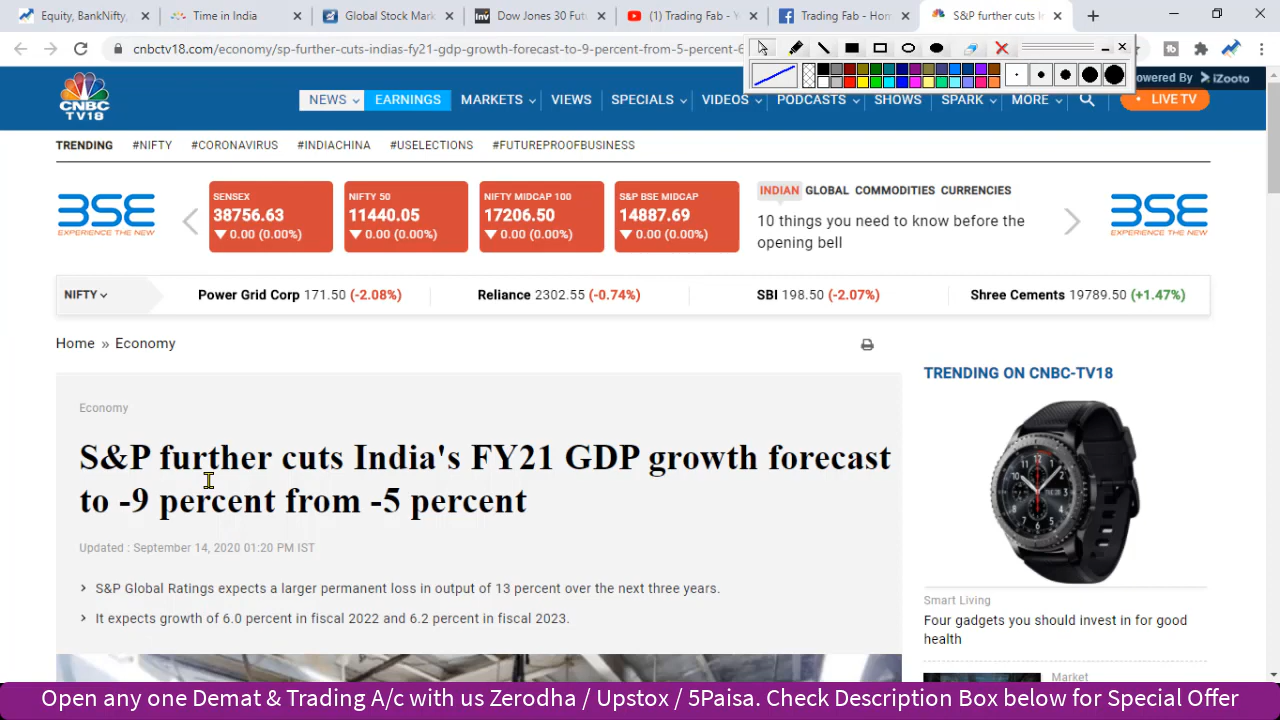 Equity, BankNifty,
Time in India
Global Stock Mark
Dow Jones 30 Futu
(1) Trading Fab - Y
Trading Fab - Hom
S&P further cuts In
cnbctv18.com/economy/sp-further-cuts-indias-fy21-gdp-growth-forecast-to-9-percent-from-5-percent-6
Powered By iZooto
CNBC
TV18
NEWS
EARNINGS
MARKETS
VIEWS
SPECIALS
VIDEOS
PODCASTS
SHOWS
SPARK
MORE
LIVE TV
TRENDING #NIFTY #CORONAVIRUS #INDIACHINA #USELECTIONS #FUTUREPROOFBUSINESS
BSE
EXPERIENCE THE NEW
SENSEX
38756.63
▼ 0.00 (0.00%)
NIFTY 50
11440.05
▼ 0.00 (0.00%)
NIFTY MIDCAP 100
17206.50
▼ 0.00 (0.00%)
S&P BSE MIDCAP
14887.69
▼ 0.00 (0.00%)
INDIAN GLOBAL COMMODITIES CURRENCIES
10 things you need to know before the
opening bell
BSE
EXPERIENCE THE NEW
NIFTY
Power Grid Corp 171.50 (-2.08%)
Reliance 2302.55 (-0.74%)
SBI 198.50 (-2.07%)
Shree Cements 19789.50 (+1.47%)
Home » Economy
Economy
S&P further cuts India's FY21 GDP growth forecast
to -9 percent from -5 percent
Updated : September 14, 2020 01:20 PM IST
S&P Global Ratings expects a larger permanent loss in output of 13 percent over the next three years.
It expects growth of 6.0 percent in fiscal 2022 and 6.2 percent in fiscal 2023.
TRENDING ON CNBC-TV18
Smart Living
Four gadgets you should invest in for good
health
Market
Open any one Demat & Trading A/c with us Zerodha / Upstox / 5Paisa. Check Description Box below for Special Offer